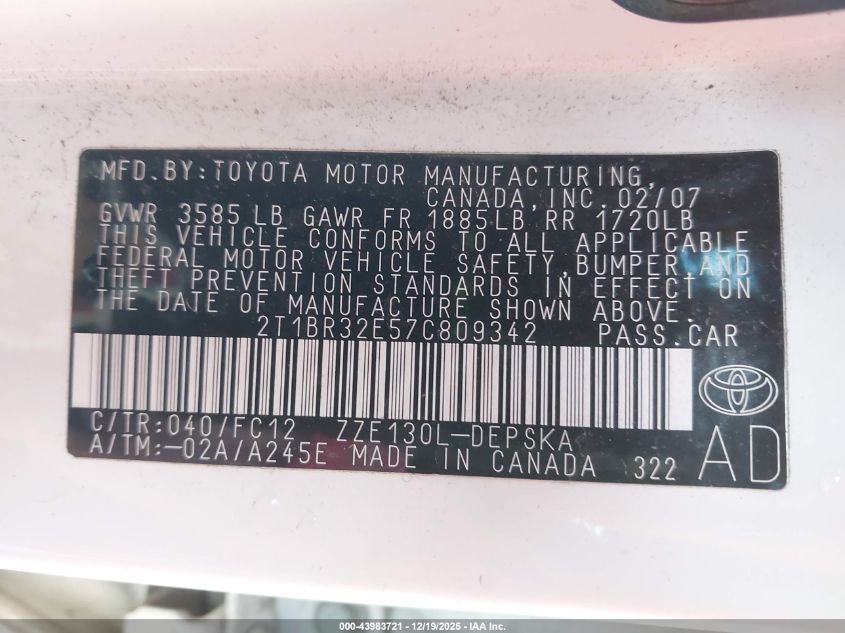 MFD. BY: TOYOTA MOTOR MANUFACTURING,
CANADA, INC. 02/07
GVWR 3585 LB GAWR FR 1885 LB, RR 1720LB
THIS VEHICLE CONFORMS TO ALL APPLICABLE
FEDERAL MOTOR VEHICLE SAFETY, BUMPER, AND
THEFT PREVENTION STANDARDS IN EFFECT ON
THE DATE OF MANUFACTURE SHOWN ABOVE.
2T1BR32E57C809342 PASS. CAR
C/TR: 040/FC12 ZZE130L-DEPSKA
A/TM: -02A/A245E MADE IN CANADA 322
AD
000-43983721 - 12/19/2025 - IAA Inc.